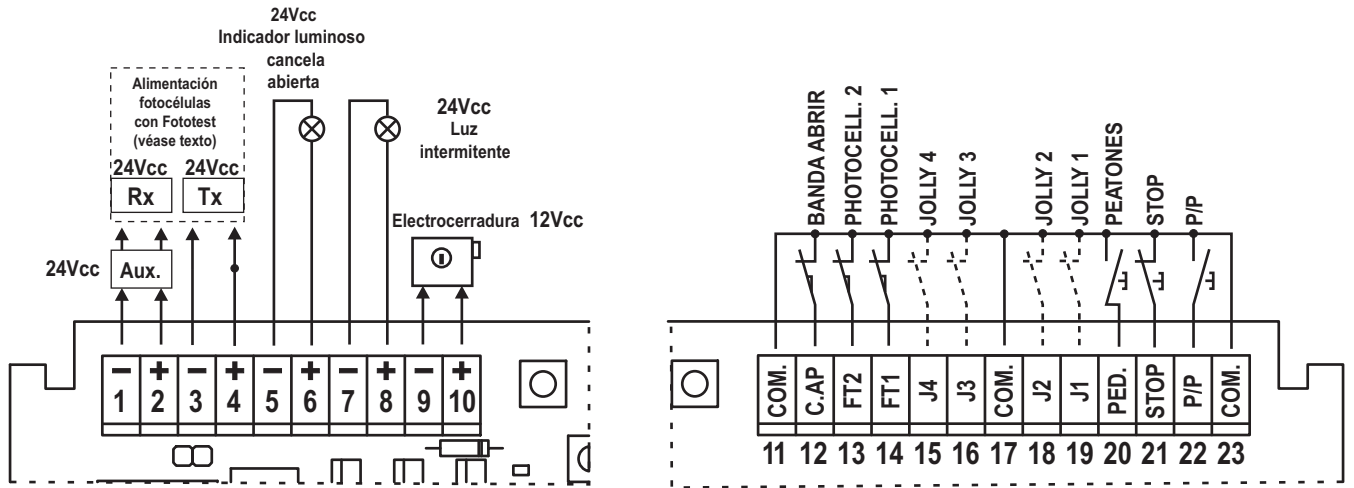 24Vcc
Indicador luminoso
cancela
abierta
Alimentación
fotocélulas
con Fototest
(véase texto)
24Vcc 24Vcc
Rx Tx
24Vcc
Luz
intermitente
Electrocerradura 12Vcc
24Vcc Aux.
BANDA ABRIR
PHOTOCELL. 2
PHOTOCELL. 1
JOLLY 4
JOLLY 3
JOLLY 2
JOLLY 1
PEATONES
STOP
P/P
− + − + − + − + − +
1 2 3 4 5 6 7 8 9 10
COM. C.AP FT2 FT1 J4 J3 COM. J2 J1 PED. STOP P/P COM.
11 12 13 14 15 16 17 18 19 20 21 22 23